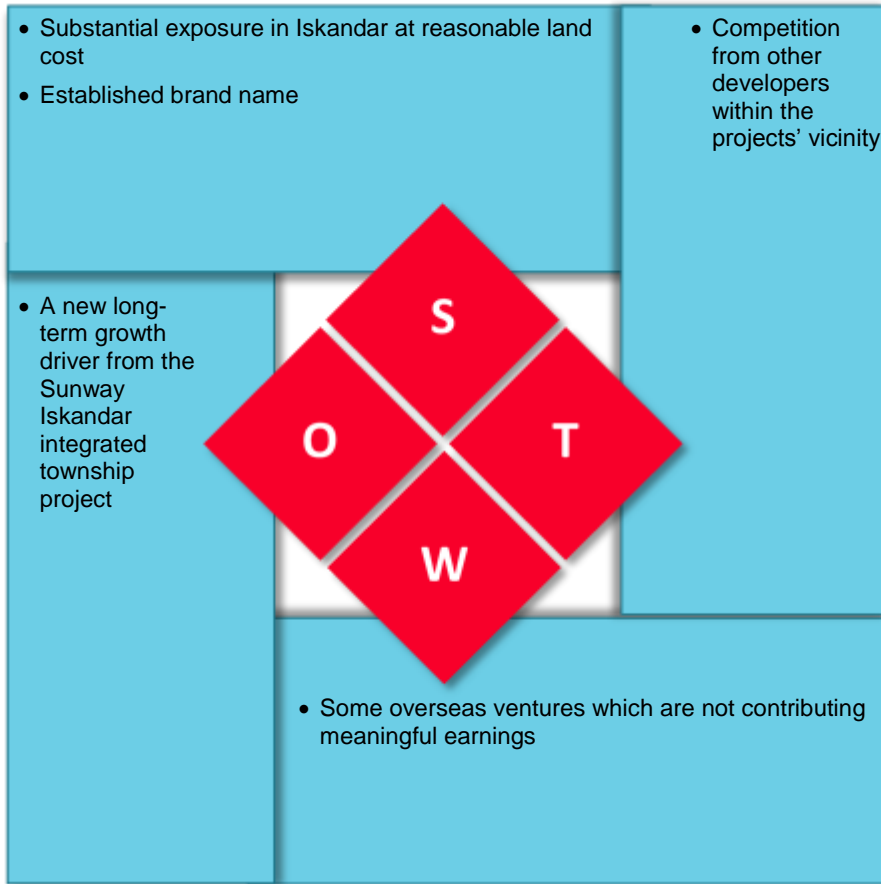 • Substantial exposure in Iskandar at reasonable land
cost
• Established brand name
• Competition
from other
developers
within the
projects’ vicinity
• A new long-
term growth
driver from the
Sunway
Iskandar
integrated
township
project
S
O
T
W
• Some overseas ventures which are not contributing
meaningful earnings